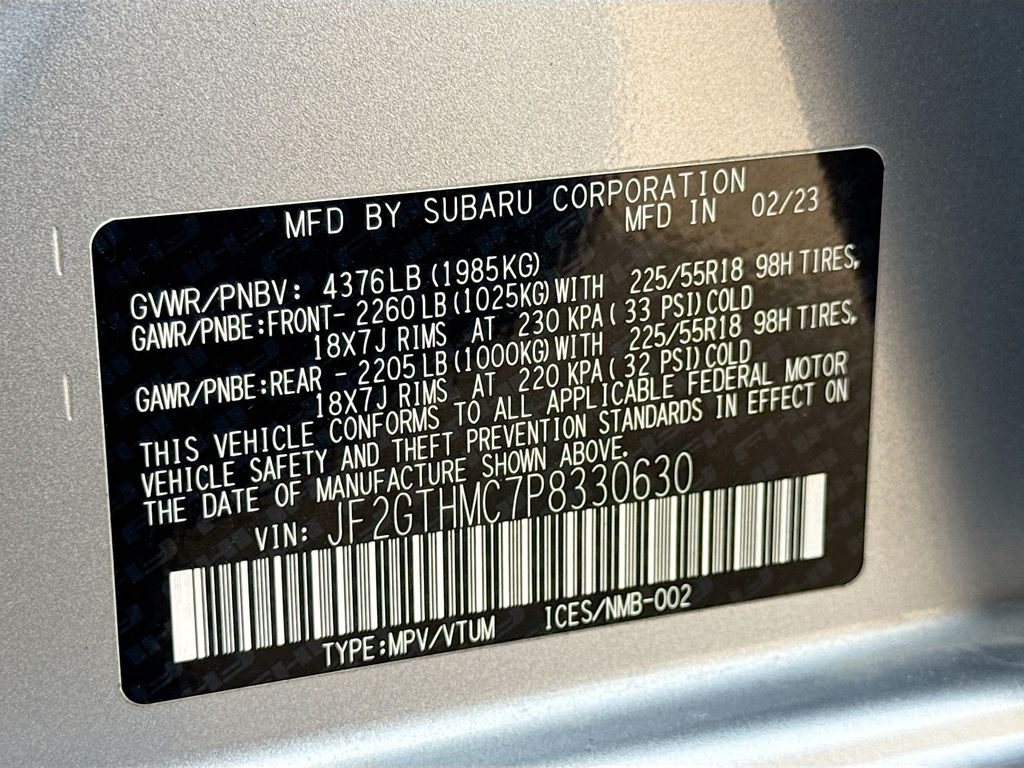 MFD BY SUBARU CORPORATION
MFD IN 02/23
GVWR/PNBV: 4376LB (1985KG)
GAWR/PNBE:FRONT- 2260LB (1025KG) WITH 225/55R18 98H TIRES,
18X7J RIMS AT 230 KPA ( 33 PSI) COLD
GAWR/PNBE:REAR - 2205LB (1000KG) WITH 225/55R18 98H TIRES,
18X7J RIMS AT 220 KPA ( 32 PSI) COLD
THIS VEHICLE CONFORMS TO ALL APPLICABLE FEDERAL MOTOR
VEHICLE SAFETY AND THEFT PREVENTION STANDARDS IN EFFECT ON
THE DATE OF MANUFACTURE SHOWN ABOVE.
VIN: JF2GTHMC7P8330630
TYPE:MPV/VTUM ICES/NMB-002